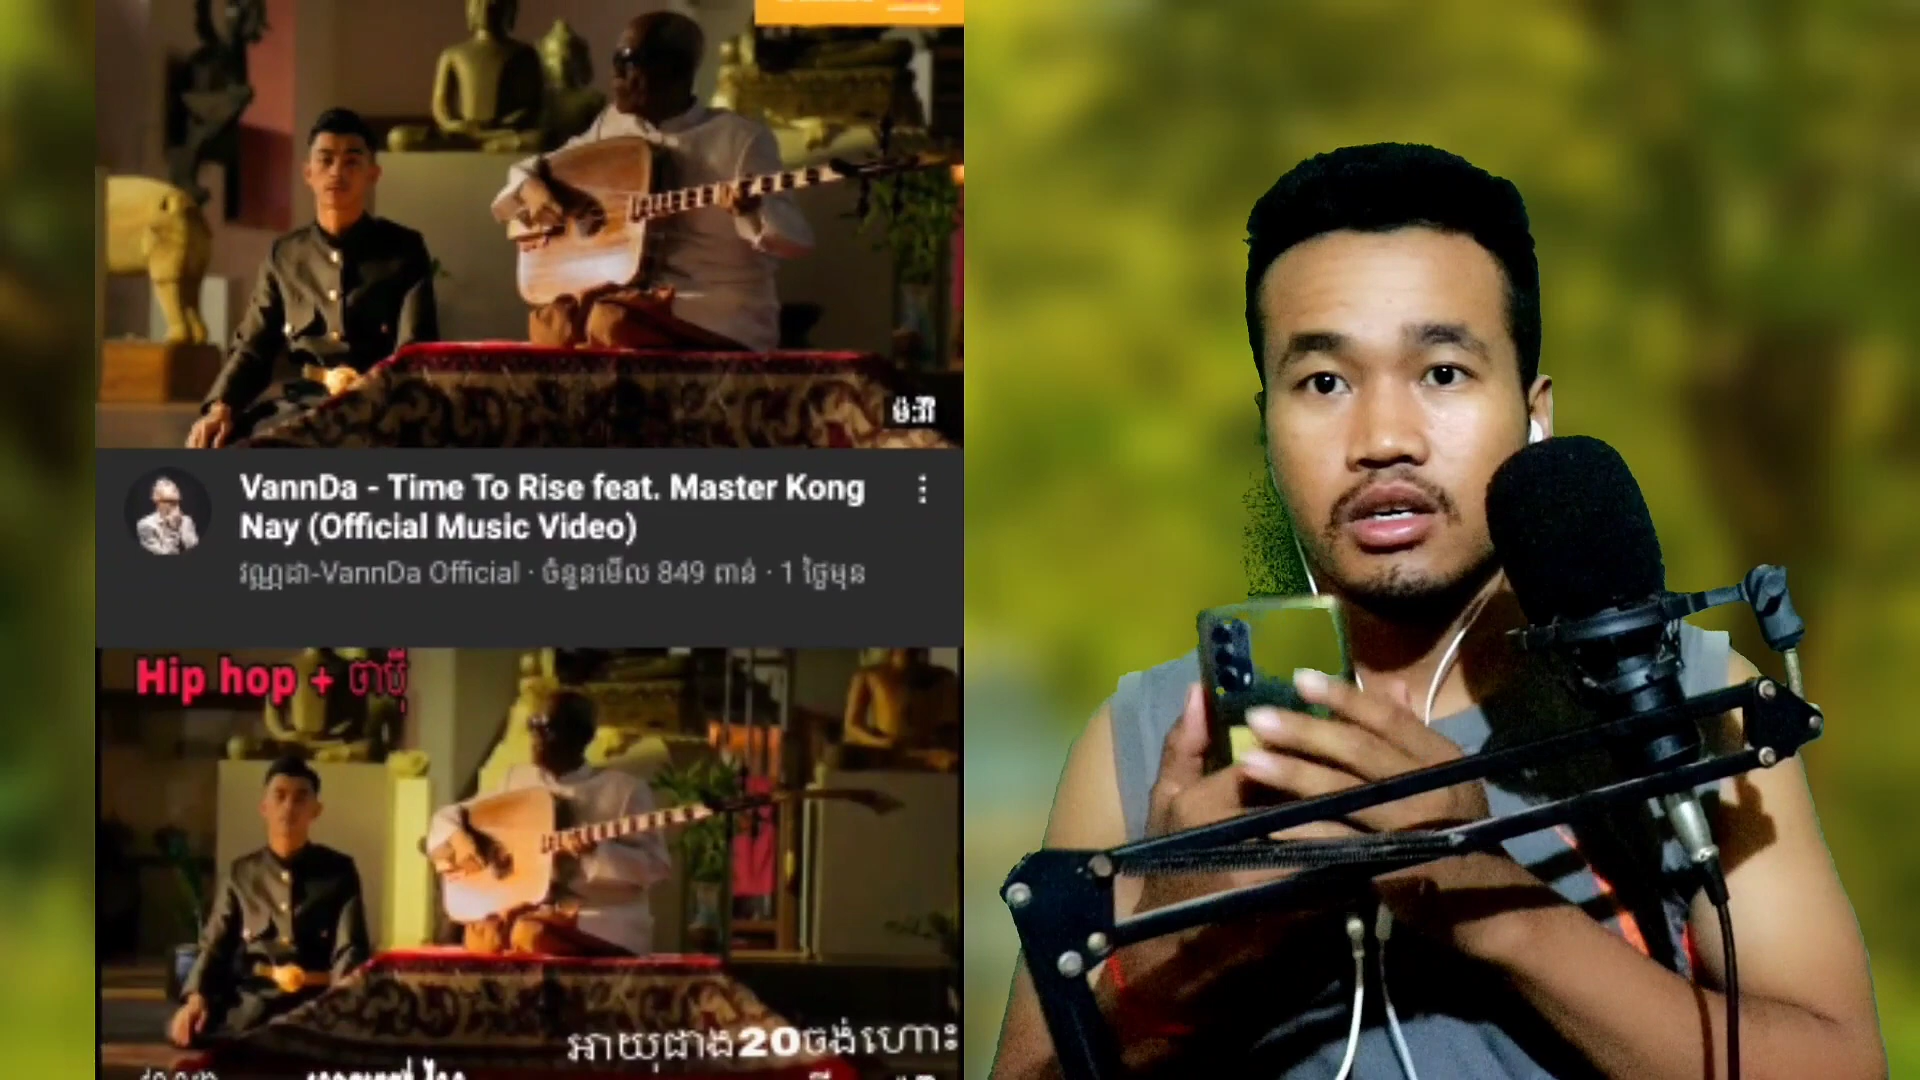 VannDa - Time To Rise feat. Master Kong
Nay (Official Music Video)
វណ្ណដា-VannDa Official · ចំនួនមើល 849 ពាន់ · 1 ថ្ងៃមុន
Hip hop + ចាប៉ី
អាយុជាង20ចង់ហោះ